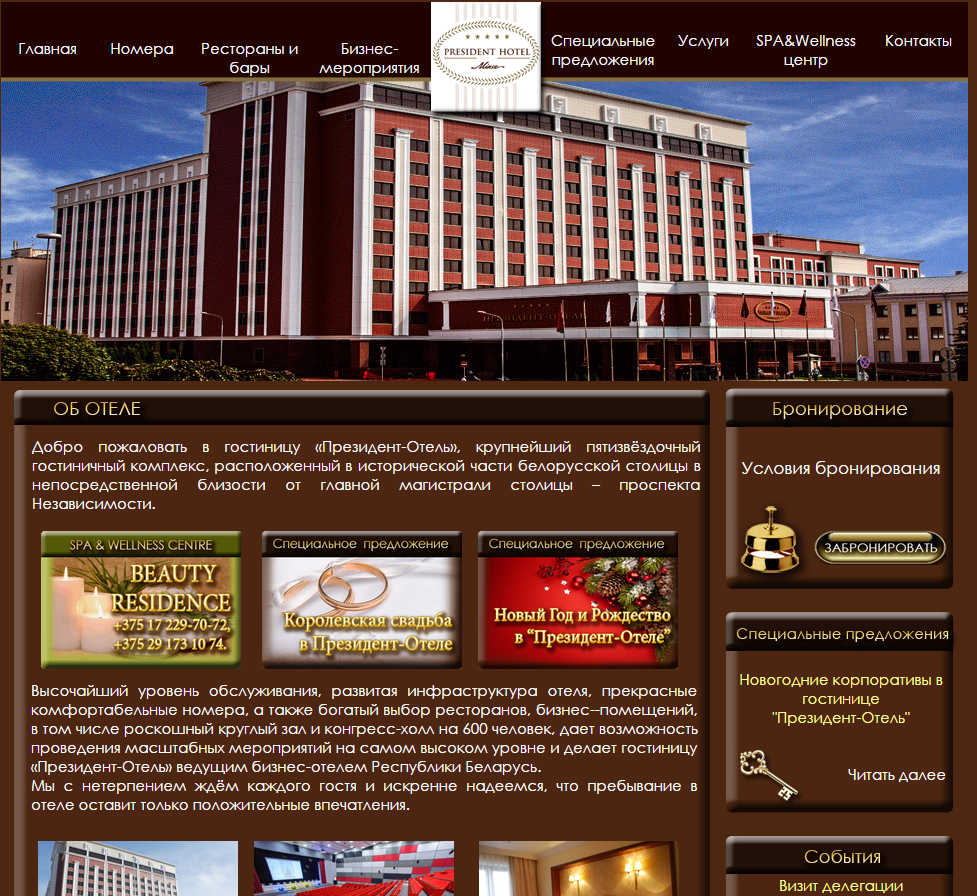 Главная
Номера
Рестораны и
бары
Бизнес-
мероприятия
PRESIDENT HOTEL
Minsk
Специальные
предложения
Услуги
SPA&Wellness
центр
Контакты
ОБ ОТЕЛЕ
Добро пожаловать в гостиницу «Президент-Отель», крупнейший пятизвёздочный
гостиничный комплекс, расположенный в исторической части белорусской столицы в
непосредственной близости от главной магистрали столицы – проспекта
Независимости.
SPA & WELLNESS CENTRE
BEAUTY
RESIDENCE
+375 17 229-70-72,
+375 29 173 10 74.
Специальное предложение
Королевская свадьба
в Президент-Отеле
Специальное предложение
Новый Год и Рождество
в “Президент-Отеле”
Высочайший уровень обслуживания, развитая инфраструктура отеля, прекрасные
комфортабельные номера, а также богатый выбор ресторанов, бизнес--помещений,
в том числе роскошный круглый зал и конгресс-холл на 600 человек, дает возможность
проведения масштабных мероприятий на самом высоком уровне и делает гостиницу
«Президент-Отель» ведущим бизнес-отелем Республики Беларусь.
Мы с нетерпением ждём каждого гостя и искренне надеемся, что пребывание в
отеле оставит только положительные впечатления.
Бронирование
Условия бронирования
ЗАБРОНИРОВАТЬ
Специальные предложения
Новогодние корпоративы в
гостинице
"Президент-Отель"
Читать далее
События
Визит делегации